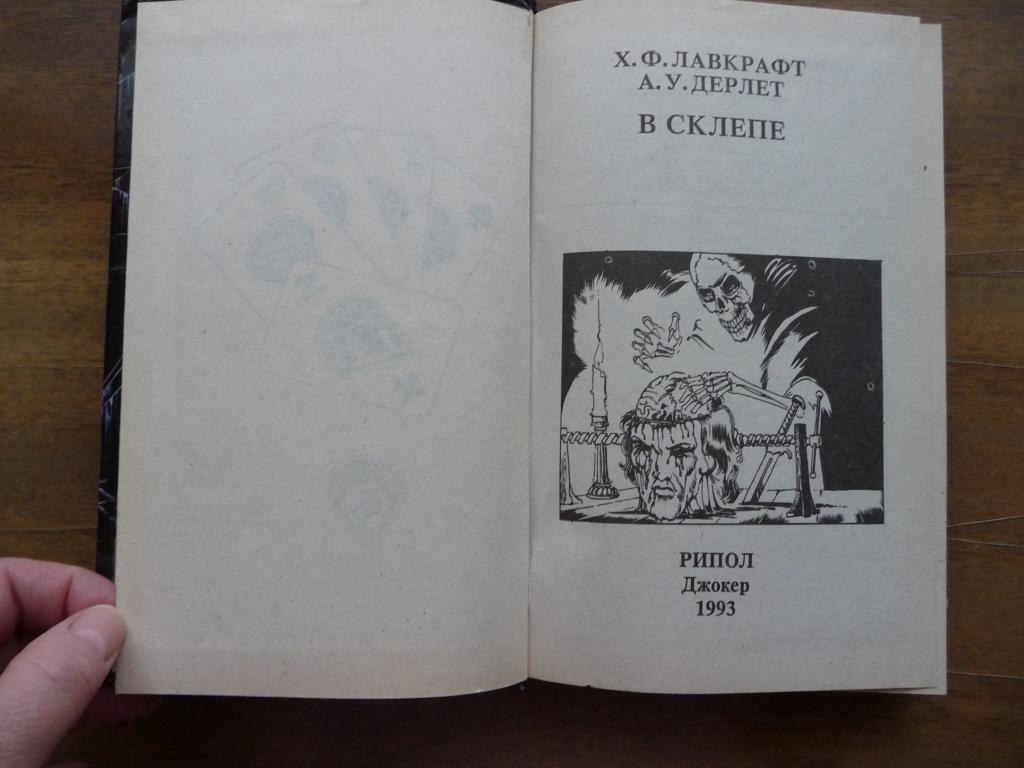 Х. Ф. ЛАВКРАФТ
А. У. ДЕРЛЕТ
В СКЛЕПЕ
РИПОЛ
Джокер
1993